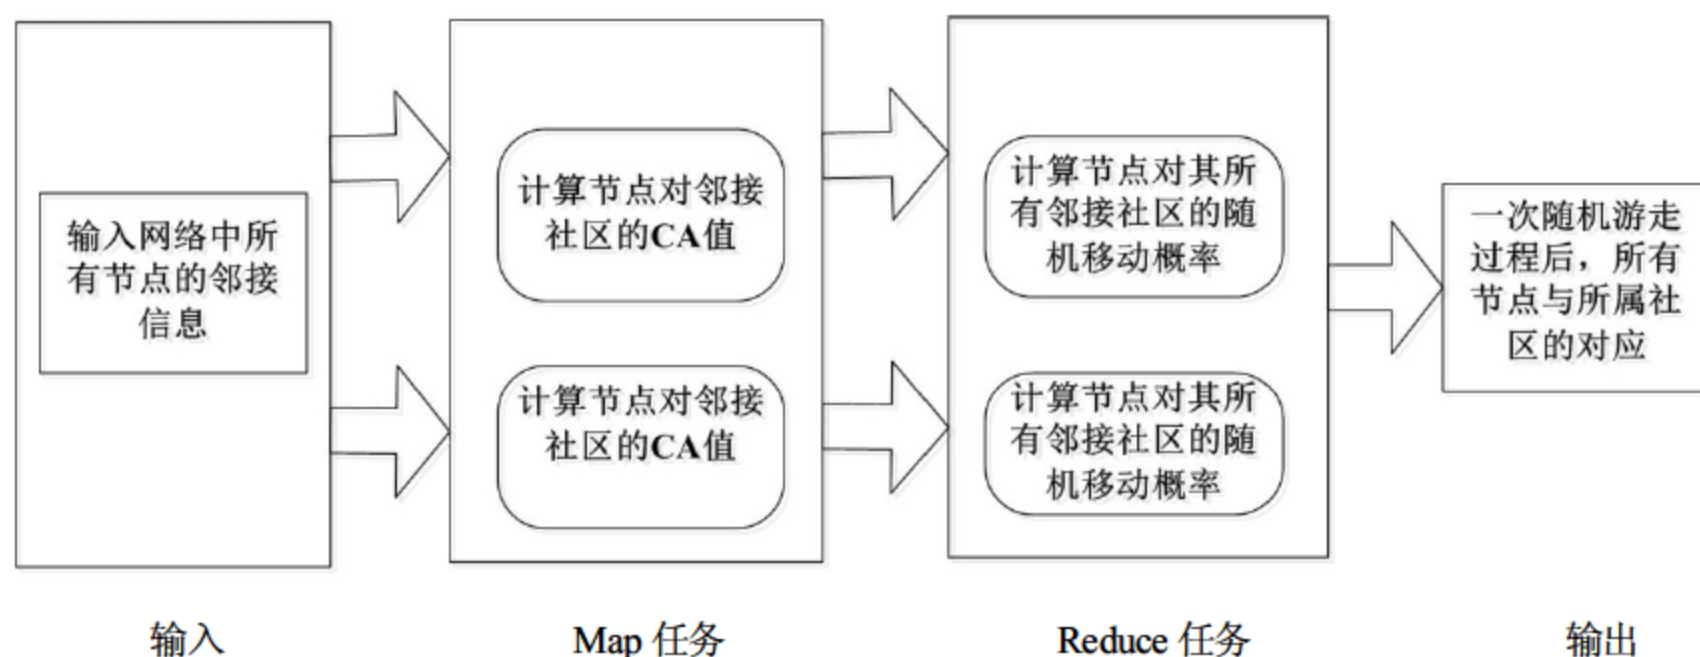 输入网络中所
有节点的邻接
信息
计算节点对邻接
社区的CA值
计算节点对邻接
社区的CA值
计算节点对其所
有邻接社区的随
机移动概率
计算节点对其所
有邻接社区的随
机移动概率
一次随机游走
过程后，所有
节点与所属社
区的对应
输入
Map 任务
Reduce 任务
输出